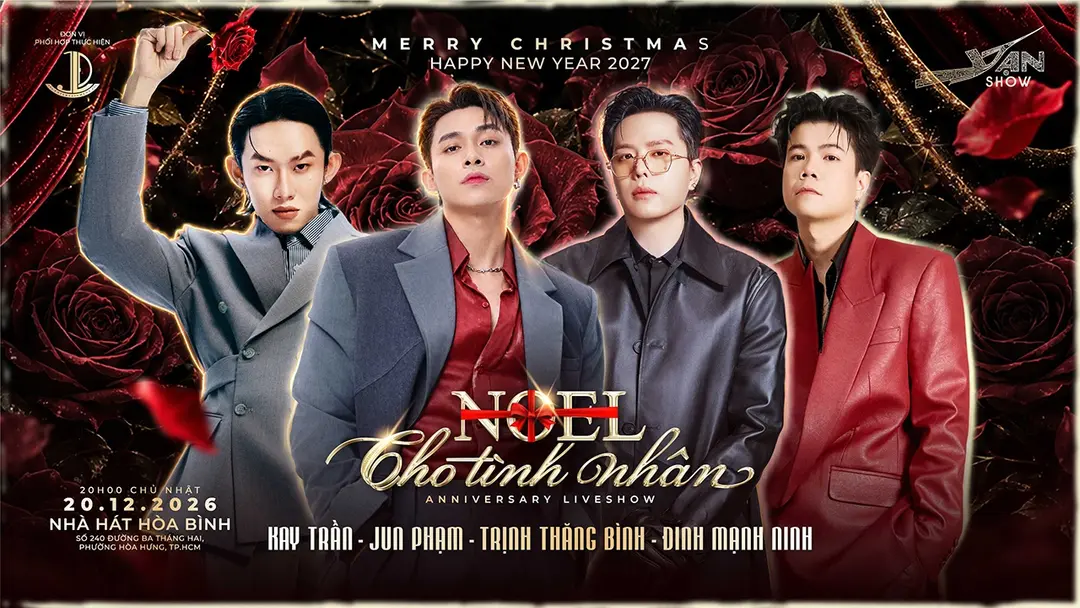 ĐƠN VỊ
PHỐI HỢP THỰC HIỆN
MERRY CHRISTMAS
HAPPY NEW YEAR 2027
VẠN
SHOW
NOEL
Cho tình nhân
ANNIVERSARY LIVESHOW
20H00 CHỦ NHẬT
20.12.2026
NHÀ HÁT HÒA BÌNH
SỐ 240 ĐƯỜNG BA THÁNG HAI,
PHƯỜNG HÒA HƯNG, TP.HCM
KAY TRẦN - JUN PHẠM - TRỊNH THĂNG BÌNH - ĐINH MẠNH NINH